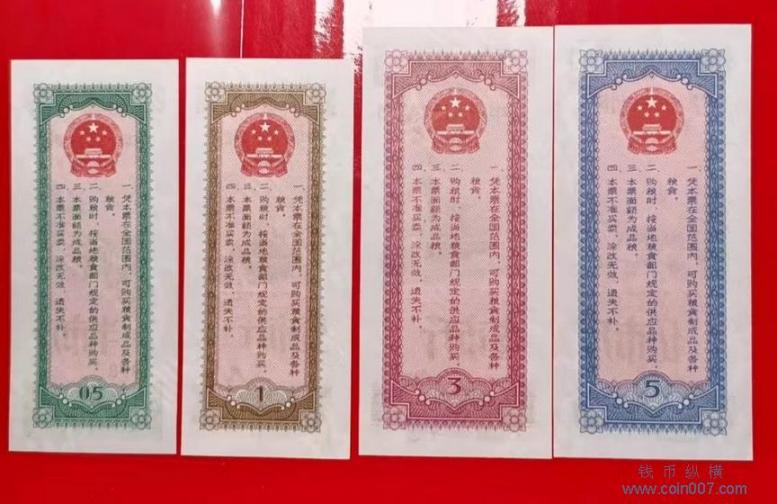 一、凭本票在全国范围内，可购买粮食制成品及各种
粮食。
二、购粮时，按当地粮食部门规定的供应品种购买。
三、本票面额为成品粮。
四、本票不准买卖，涂改无效，遗失不补。
05
一、凭本票在全国范围内，可购买粮食制成品及各种
粮食。
二、购粮时，按当地粮食部门规定的供应品种购买。
三、本票面额为成品粮。
四、本票不准买卖，涂改无效，遗失不补。
1
一、凭本票在全国范围内，可购买粮食制成品及各种
粮食。
二、购粮时，按当地粮食部门规定的供应品种购买。
三、本票面额为成品粮。
四、本票不准买卖，涂改无效，遗失不补。
3
一、凭本票在全国范围内，可购买粮食制成品及各种
粮食。
二、购粮时，按当地粮食部门规定的供应品种购买。
三、本票面额为成品粮。
四、本票不准买卖，涂改无效，遗失不补。
5
钱币纵横
www.coin007.com